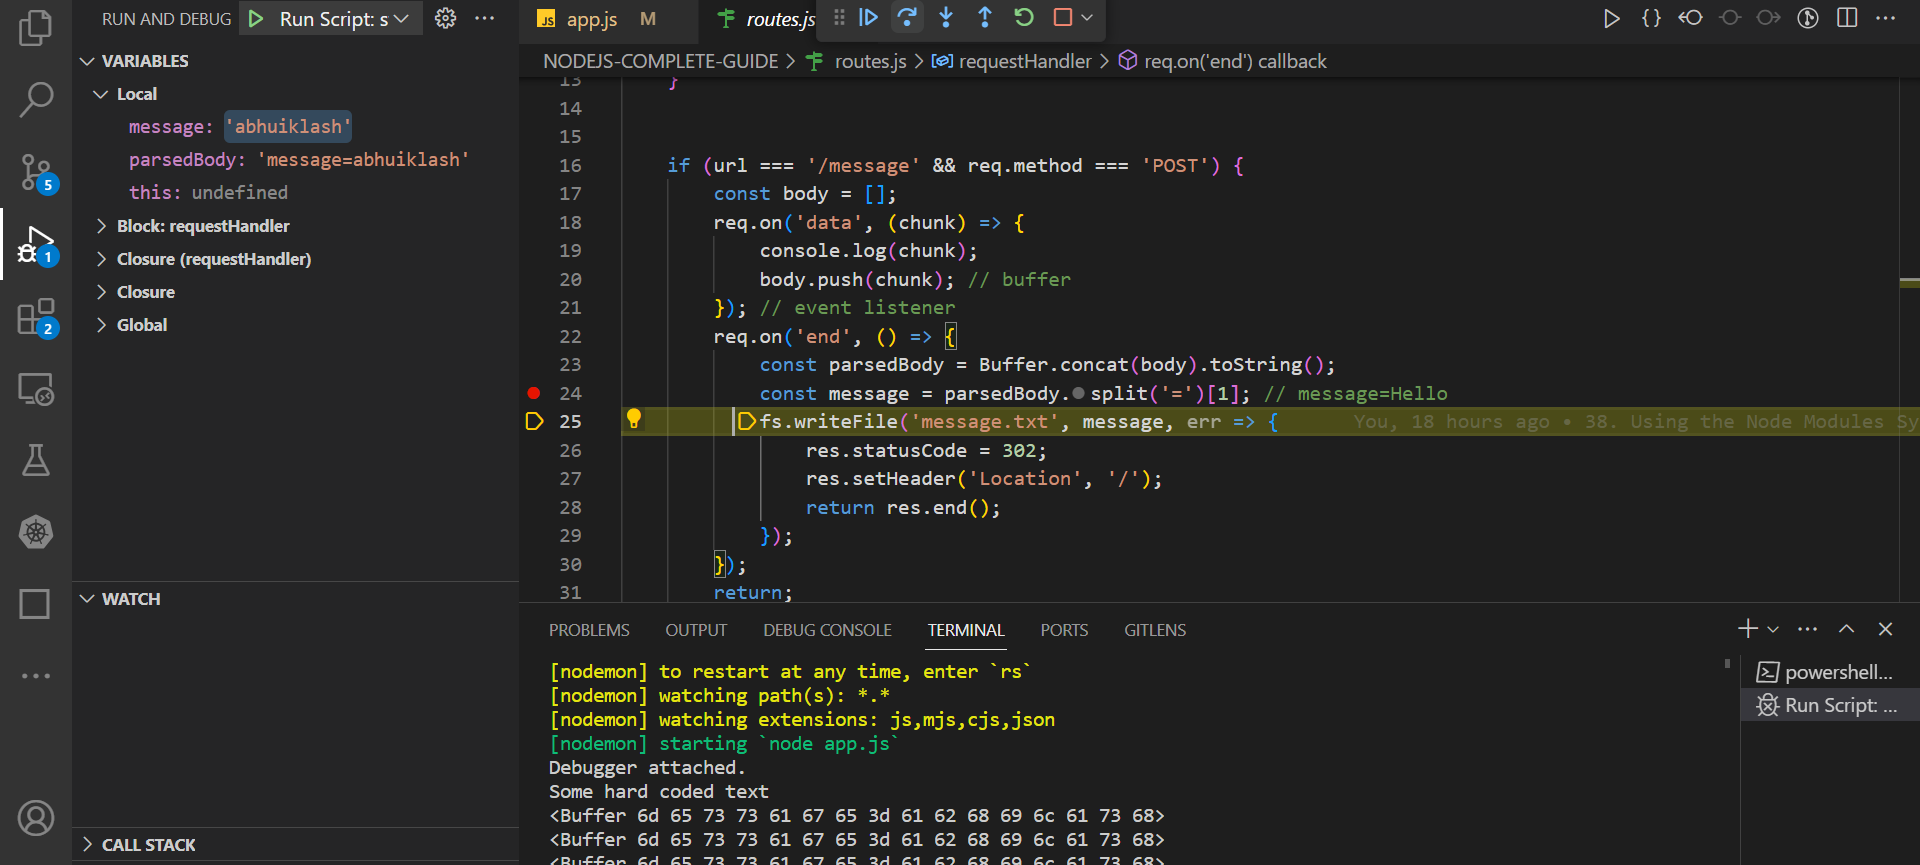 RUN AND DEBUG Run Script: s
VARIABLES
Local
message: 'abhuiklash'
parsedBody: 'message=abhuiklash'
this: undefined
Block: requestHandler
Closure (requestHandler)
Closure
Global
WATCH
CALL STACK
5
1
2
JS app.js M
routes.js
NODEJS-COMPLETE-GUIDE > routes.js > requestHandler > req.on('end') callback
13 }
14
15
16 if (url === '/message' && req.method === 'POST') {
17 const body = [];
18 req.on('data', (chunk) => {
19 console.log(chunk);
20 body.push(chunk); // buffer
21 }); // event listener
22 req.on('end', () => {
23 const parsedBody = Buffer.concat(body).toString();
24 const message = parsedBody.split('=')[1]; // message=Hello
25 fs.writeFile('message.txt', message, err => { You, 18 hours ago • 38. Using the Node Modules Sy
26 res.statusCode = 302;
27 res.setHeader('Location', '/');
28 return res.end();
29 });
30 });
31 return;
PROBLEMS OUTPUT DEBUG CONSOLE TERMINAL PORTS GITLENS
[nodemon] to restart at any time, enter `rs`
[nodemon] watching path(s): *.*
[nodemon] watching extensions: js,mjs,cjs,json
[nodemon] starting `node app.js`
Debugger attached.
Some hard coded text
<Buffer 6d 65 73 73 61 67 65 3d 61 62 68 69 6c 61 73 68>
<Buffer 6d 65 73 73 61 67 65 3d 61 62 68 69 6c 61 73 68>
<Buffer 6d 65 73 73 61 67 65 3d 61 62 68 69 6c 61 73 68>
powershell...
Run Script: ...